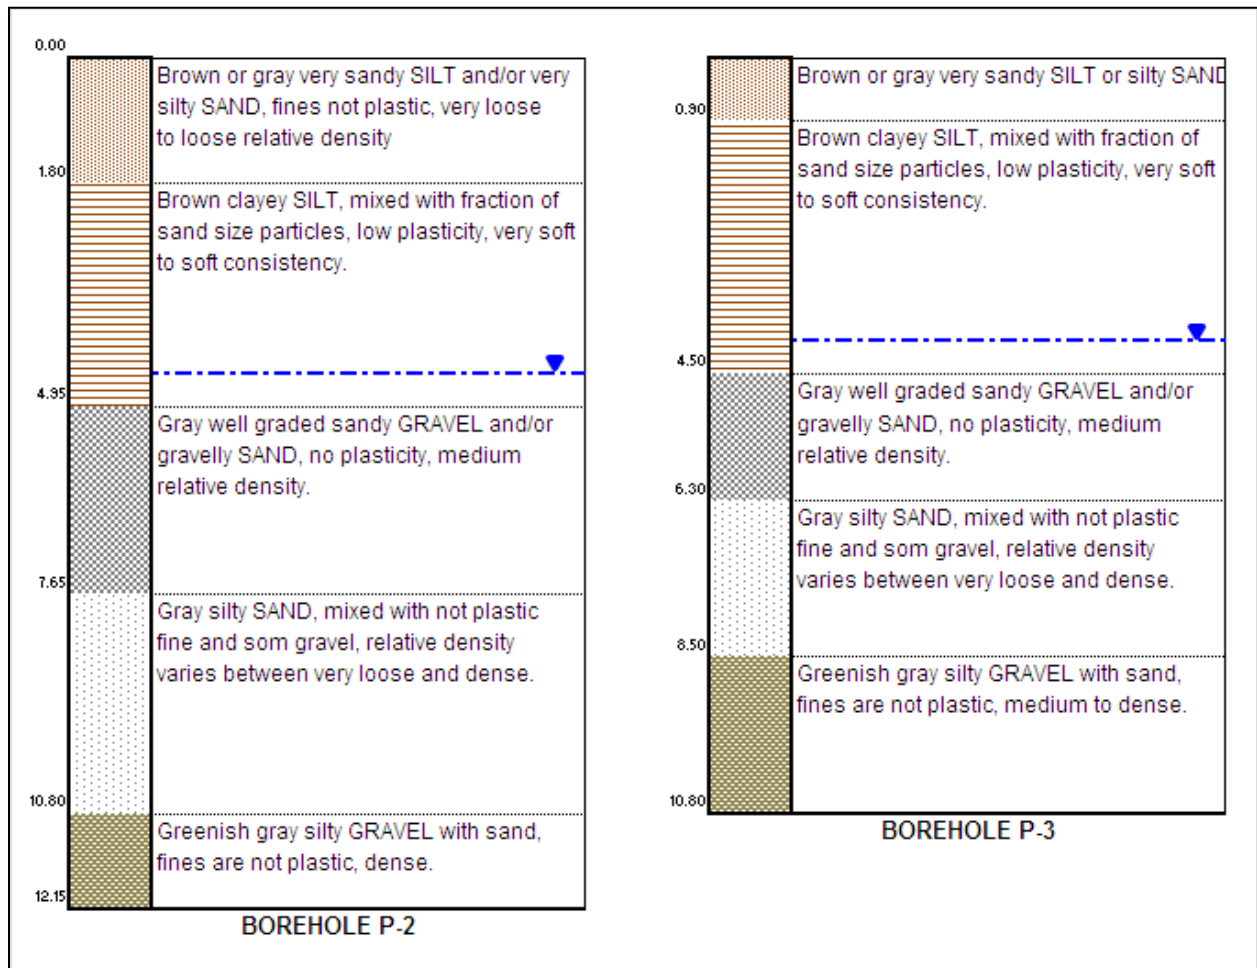 0.00
Brown or gray very sandy SILT and/or very
silty SAND, fines not plastic, very loose
to loose relative density
1.80
Brown clayey SILT, mixed with fraction of
sand size particles, low plasticity, very soft
to soft consistency.
4.95
Gray well graded sandy GRAVEL and/or
gravelly SAND, no plasticity, medium
relative density.
7.65
Gray silty SAND, mixed with not plastic
fine and som gravel, relative density
varies between very loose and dense.
10.80
Greenish gray silty GRAVEL with sand,
fines are not plastic, dense.
12.15
BOREHOLE P-2
Brown or gray very sandy SILT or silty SAND
0.90
Brown clayey SILT, mixed with fraction of
sand size particles, low plasticity, very soft
to soft consistency.
4.50
Gray well graded sandy GRAVEL and/or
gravelly SAND, no plasticity, medium
relative density.
6.30
Gray silty SAND, mixed with not plastic
fine and som gravel, relative density
varies between very loose and dense.
8.50
Greenish gray silty GRAVEL with sand,
fines are not plastic, medium to dense.
10.80
BOREHOLE P-3